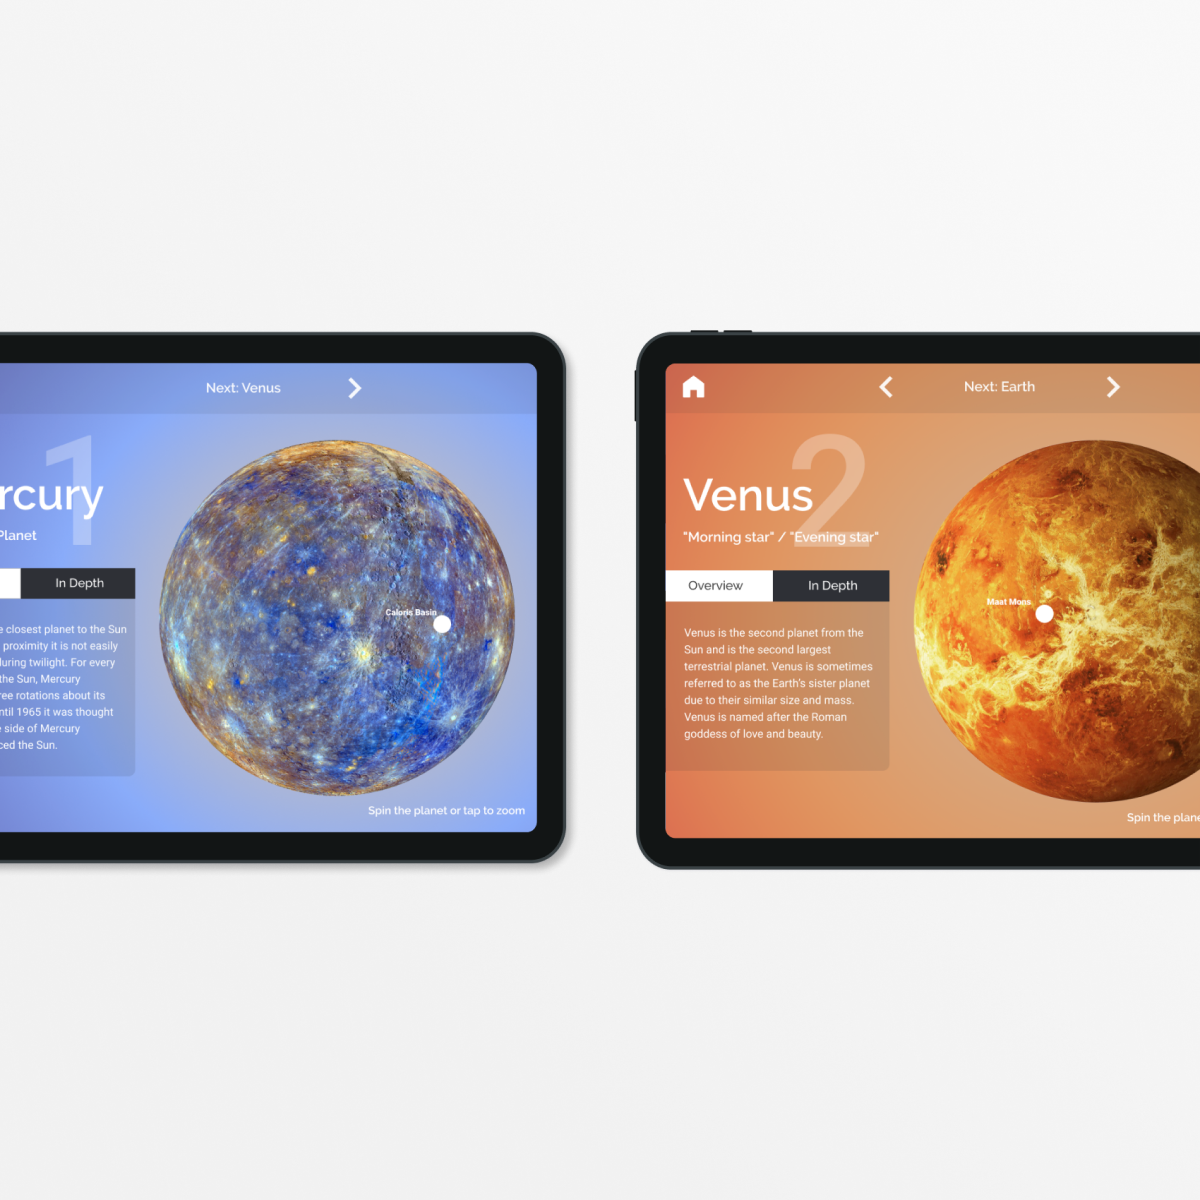 Next: Venus
1
rcury
Planet
In Depth
closest planet to the Sun
proximity it is not easily
during twilight. For every
the Sun, Mercury
ree rotations about its
ntil 1965 it was thought
side of Mercury
ced the Sun.
Caloris Basin
Spin the planet or tap to zoom
Next: Earth
2
Venus
"Morning star" / "Evening star"
Overview
In Depth
Venus is the second planet from the
Sun and is the second largest
terrestrial planet. Venus is sometimes
referred to as the Earth's sister planet
due to their similar size and mass.
Venus is named after the Roman
goddess of love and beauty.
Maat Mons
Spin the plane